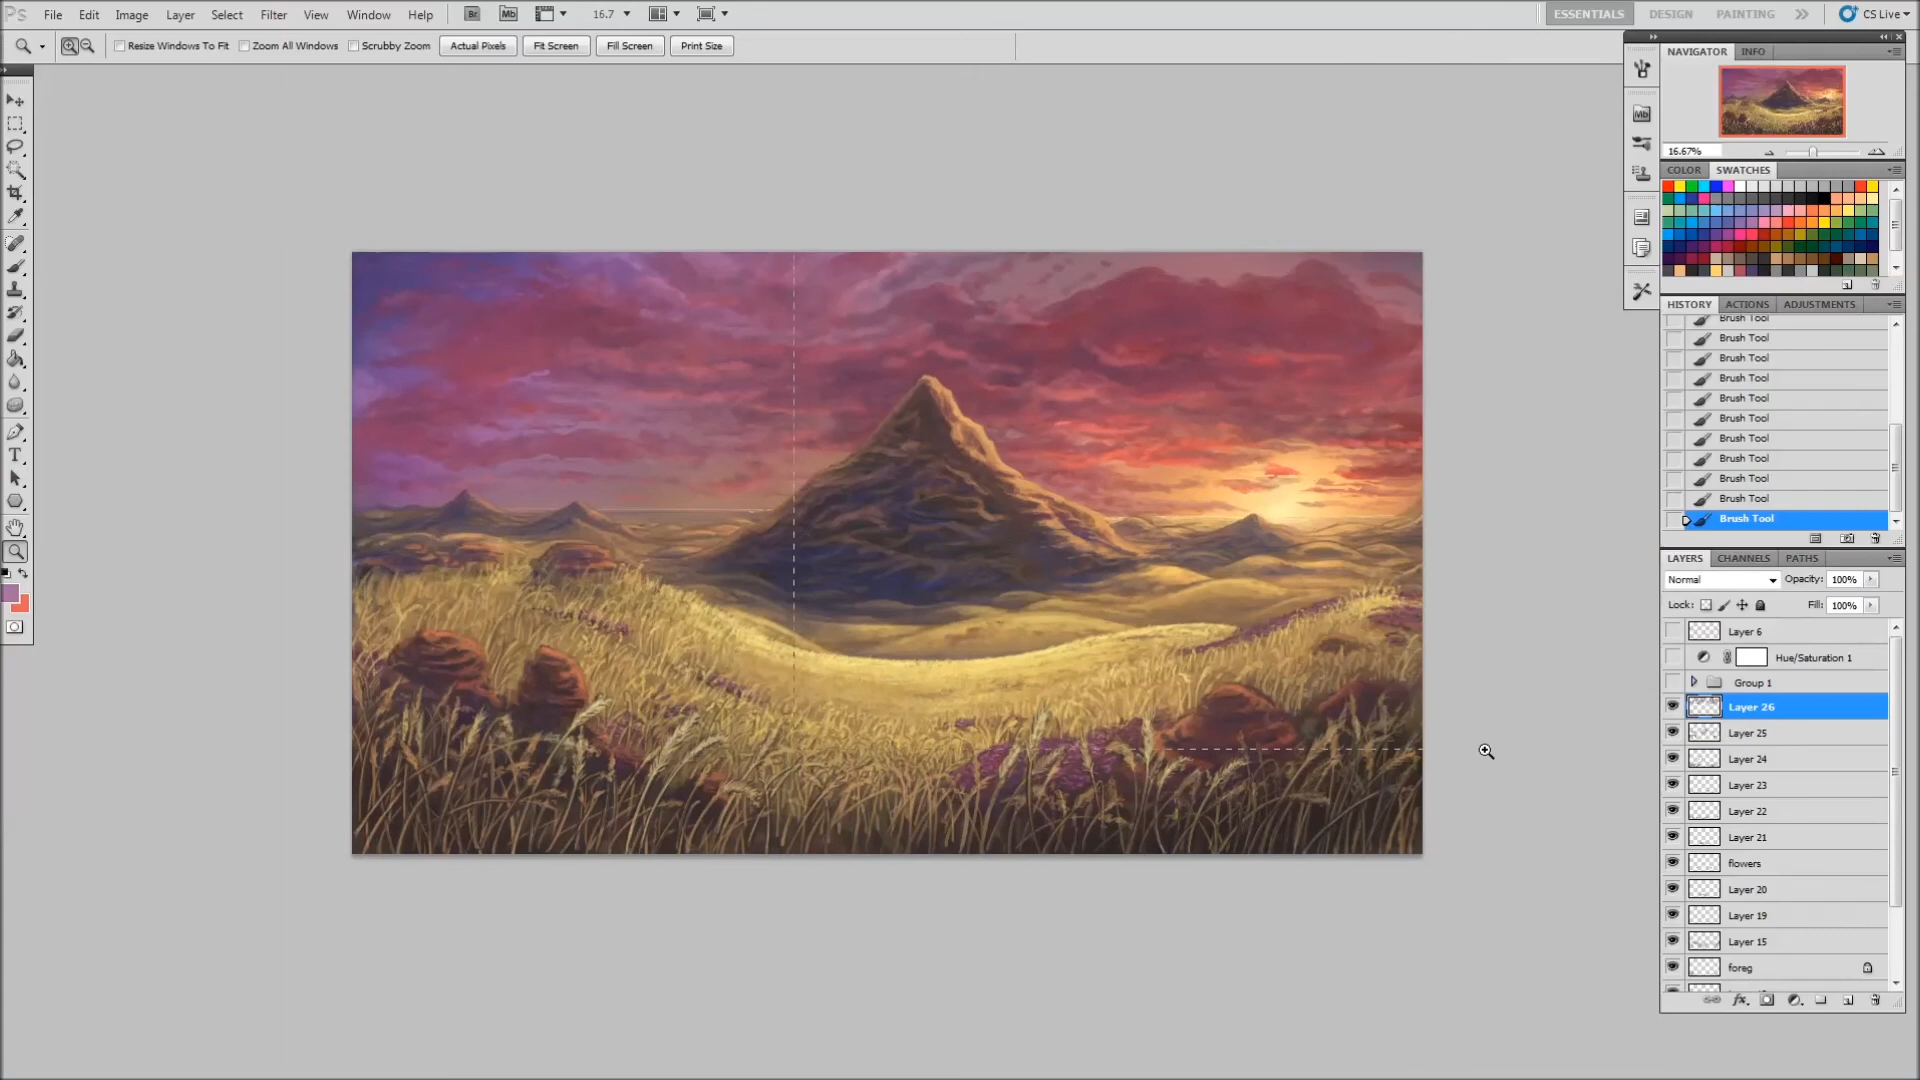 Ps File Edit Image Layer Select Filter View Window Help Br Mb 16.7 ESSENTIALS DESIGN PAINTING CS Live
Resize Windows To Fit Zoom All Windows Scrubby Zoom Actual Pixels Fit Screen Fill Screen Print Size
NAVIGATOR INFO
Mb
16.67%
COLOR SWATCHES
HISTORY ACTIONS ADJUSTMENTS
Brush Tool
Brush Tool
Brush Tool
Brush Tool
Brush Tool
Brush Tool
Brush Tool
Brush Tool
Brush Tool
Brush Tool
Brush Tool
LAYERS CHANNELS PATHS
Normal Opacity: 100%
Lock: Fill: 100%
Layer 6
Hue/Saturation 1
Group 1
Layer 26
Layer 25
Layer 24
Layer 23
Layer 22
Layer 21
flowers
Layer 20
Layer 19
Layer 15
foreg
fx